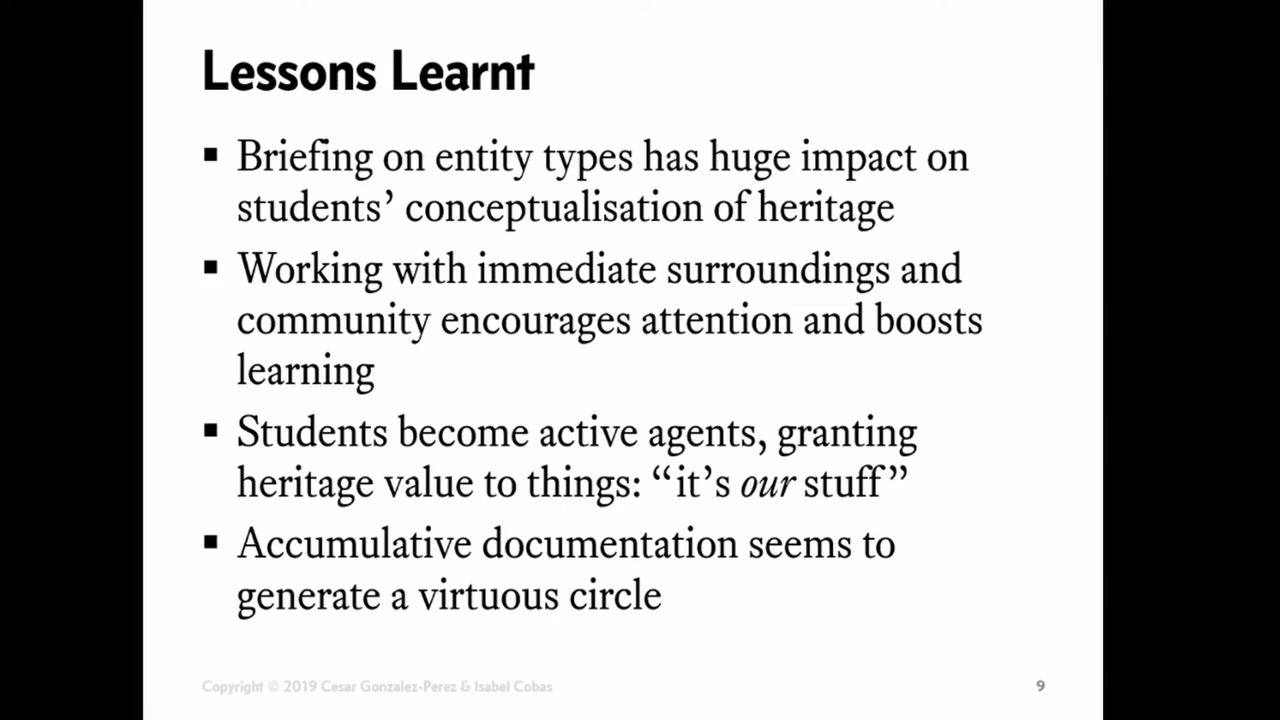 Lessons Learnt
▪ Briefing on entity types has huge impact on
students’ conceptualisation of heritage
▪ Working with immediate surroundings and
community encourages attention and boosts
learning
▪ Students become active agents, granting
heritage value to things: “it’s our stuff”
▪ Accumulative documentation seems to
generate a virtuous circle
Copyright © 2019 Cesar Gonzalez-Perez & Isabel Cobas
9